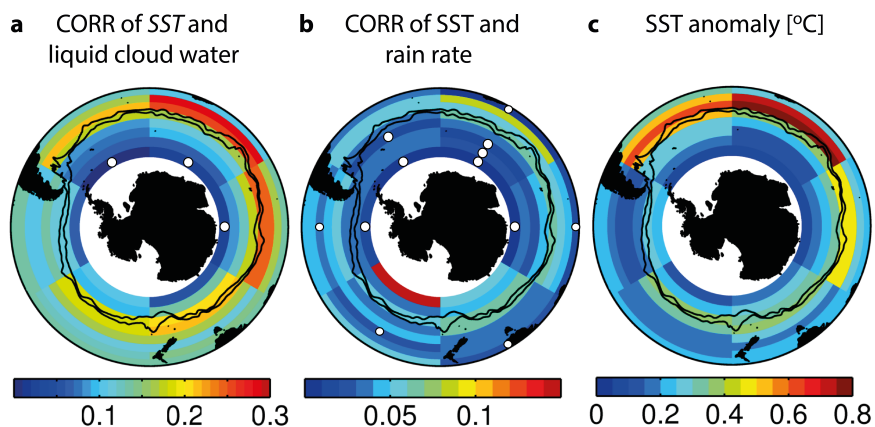 a CORR of SST and
liquid cloud water
b CORR of SST and
rain rate
c SST anomaly [ºC]
0.1 0.2 0.3
0.05 0.1
0 0.2 0.4 0.6 0.8